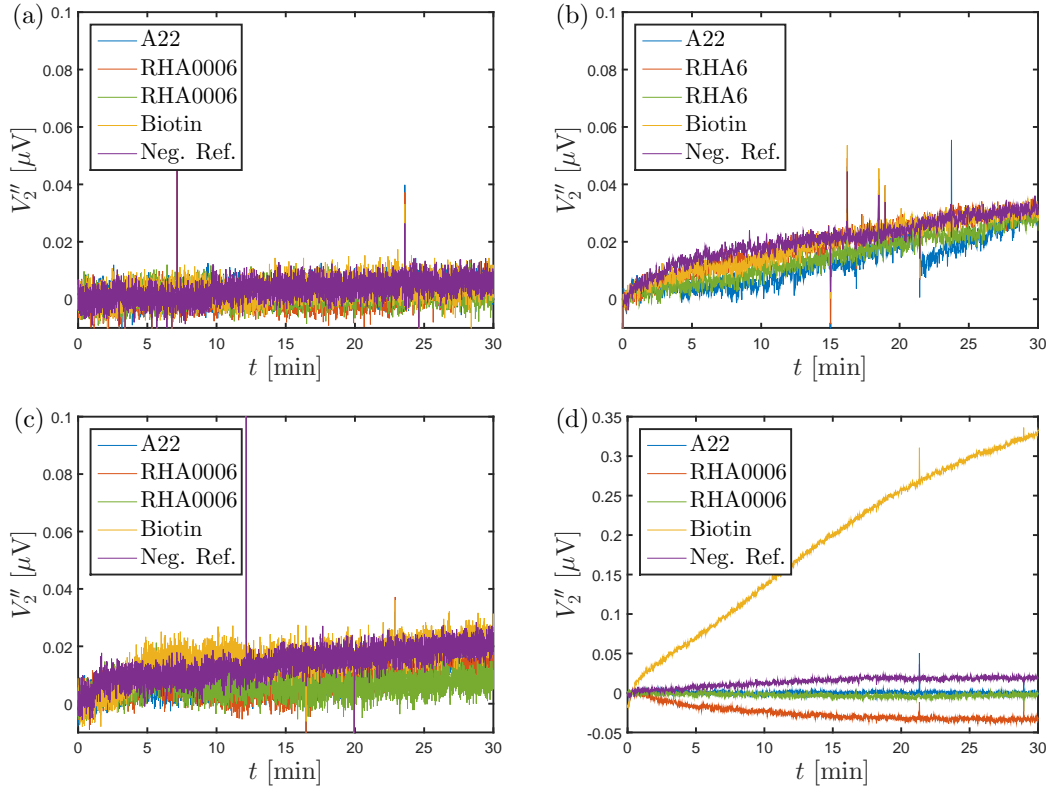 (a)
0.1
0.08
0.06
0.04
0.02
0
V₂″ [μV]
A22
RHA0006
RHA0006
Biotin
Neg. Ref.
0 5 10 15 20 25 30
t [min]
(b)
0.1
0.08
0.06
0.04
0.02
0
V₂″ [μV]
A22
RHA6
RHA6
Biotin
Neg. Ref.
0 5 10 15 20 25 30
t [min]
(c)
0.1
0.08
0.06
0.04
0.02
0
V₂″ [μV]
A22
RHA0006
RHA0006
Biotin
Neg. Ref.
0 5 10 15 20 25 30
t [min]
(d)
0.35
0.3
0.25
0.2
0.15
0.1
0.05
0
-0.05
V₂″ [μV]
A22
RHA0006
RHA0006
Biotin
Neg. Ref.
0 5 10 15 20 25 30
t [min]